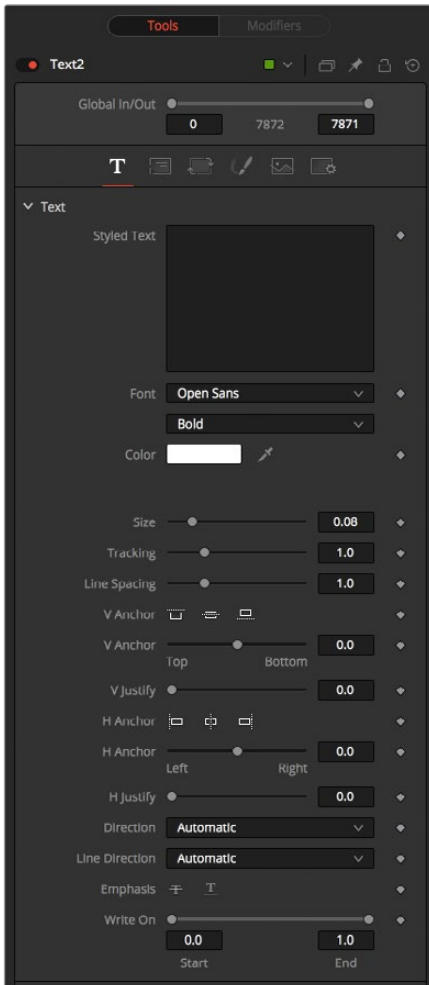 Tools Modifiers
Text2
Global In/Out
0 7872 7871
T
Text
Styled Text
Font Open Sans
Bold
Color
Size 0.08
Tracking 1.0
Line Spacing 1.0
V Anchor
V Anchor 0.0
Top Bottom
V Justify 0.0
H Anchor
H Anchor 0.0
Left Right
H Justify 0.0
Direction Automatic
Line Direction Automatic
Emphasis T T
Write On
0.0 1.0
Start End